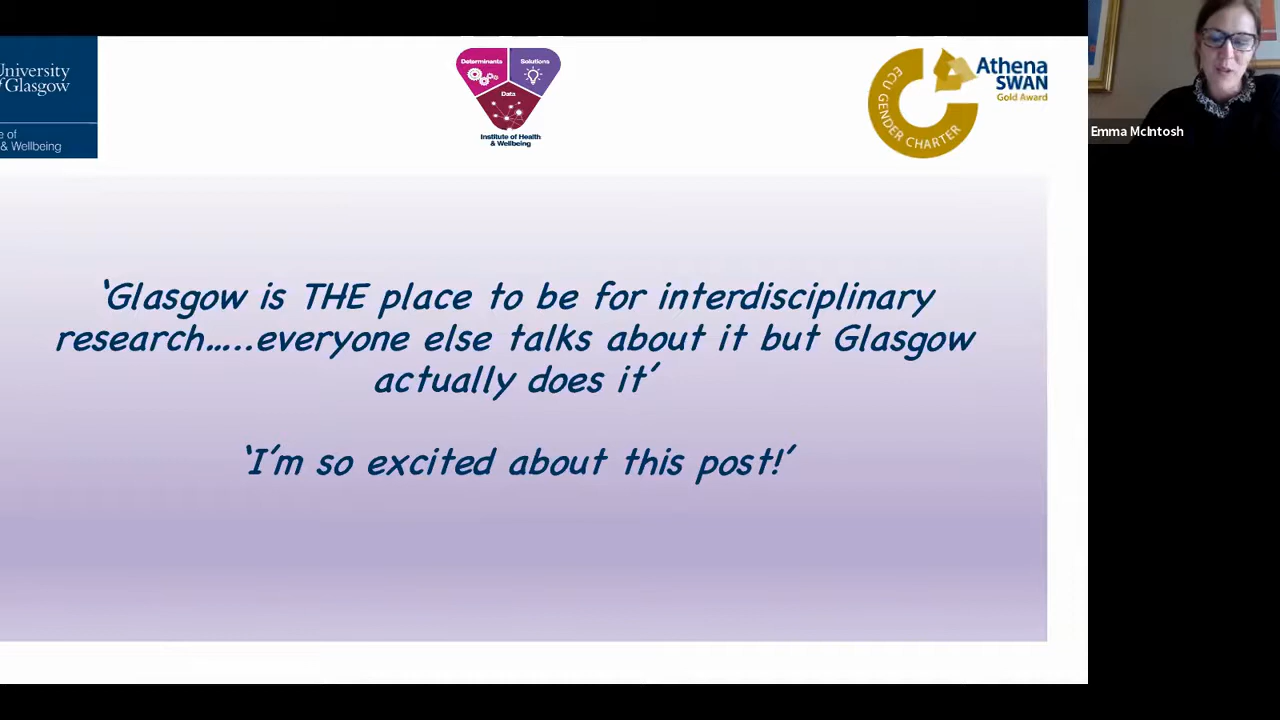 University
of Glasgow
e of
& Wellbeing
Determinants
Solutions
Data
Institute of Health
& Wellbeing
ECU GENDER CHARTER
Athena
SWAN
Gold Award
Emma McIntosh
‘Glasgow is THE place to be for interdisciplinary
research…..everyone else talks about it but Glasgow
actually does it’
‘I’m so excited about this post!’